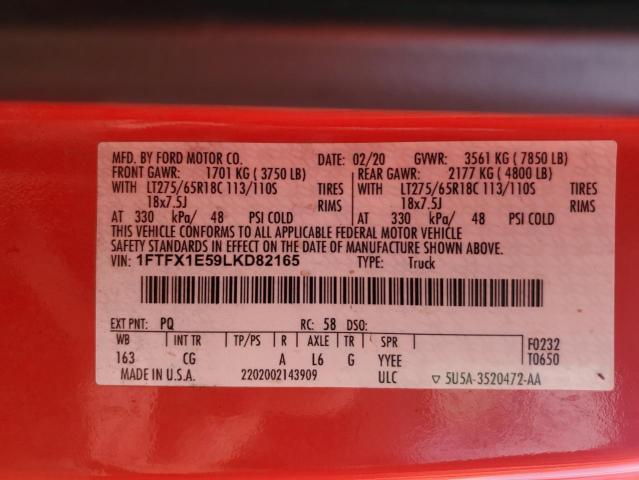 MFD. BY FORD MOTOR CO. DATE: 02/20 GVWR: 3561 KG ( 7850 LB)
FRONT GAWR: 1701 KG ( 3750 LB) REAR GAWR: 2177 KG ( 4800 LB)
WITH LT275/65R18C 113/110S TIRES WITH LT275/65R18C 113/110S TIRES
18x7.5J RIMS 18x7.5J RIMS
AT 330 kPa/ 48 PSI COLD AT 330 kPa/ 48 PSI COLD
THIS VEHICLE CONFORMS TO ALL APPLICABLE FEDERAL MOTOR VEHICLE
SAFETY STANDARDS IN EFFECT ON THE DATE OF MANUFACTURE SHOWN ABOVE.
VIN: 1FTFX1E59LKD82165 TYPE: Truck
EXT PNT: PQ RC: 58 DSO:
WB INT TR TP/PS R AXLE TR SPR F0232
163 CG A L6 G YYEE T0650
MADE IN U.S.A. 2202002143909 ULC ▽ 5U5A-3520472-AA